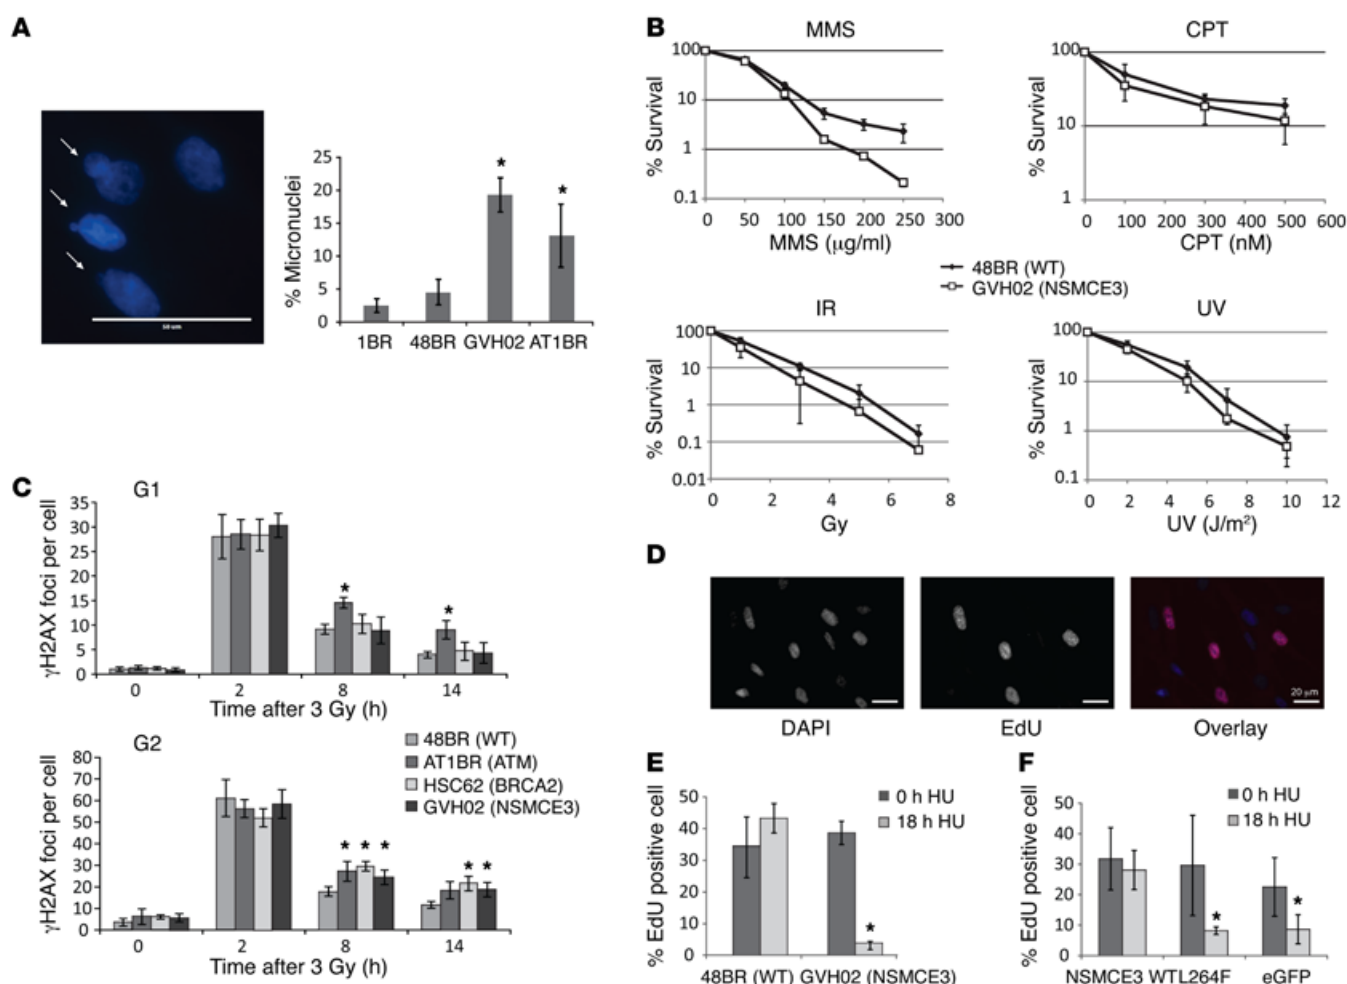 A
50 um
% Micronuclei
25
20
15
10
5
0
1BR 48BR GVH02 AT1BR
B
MMS
% Survival
100
10
1
0.1
0 50 100 150 200 250 300
MMS (μg/ml)
CPT
% Survival
100
10
1
0 100 200 300 400 500 600
CPT (nM)
48BR (WT)
GVH02 (NSMCE3)
IR
% Survival
100
10
1
0.1
0.01
0 2 4 6 8
Gy
UV
% Survival
100
10
1
0.1
0 2 4 6 8 10 12
UV (J/m²)
C
G1
γH2AX foci per cell
35
30
25
20
15
10
5
0
* *
0 2 8 14
Time after 3 Gy (h)
G2
48BR (WT)
AT1BR (ATM)
HSC62 (BRCA2)
GVH02 (NSMCE3)
γH2AX foci per cell
80
70
60
50
40
30
20
10
0
* * * * *
0 2 8 14
Time after 3 Gy (h)
D
20 μm
DAPI EdU Overlay
E
% EdU positive cell
50
40
30
20
10
0
0 h HU
18 h HU
*
48BR (WT) GVH02 (NSMCE3)
F
% EdU positive cell
50
40
30
20
10
0
0 h HU
18 h HU
* *
NSMCE3 WTL264F eGFP